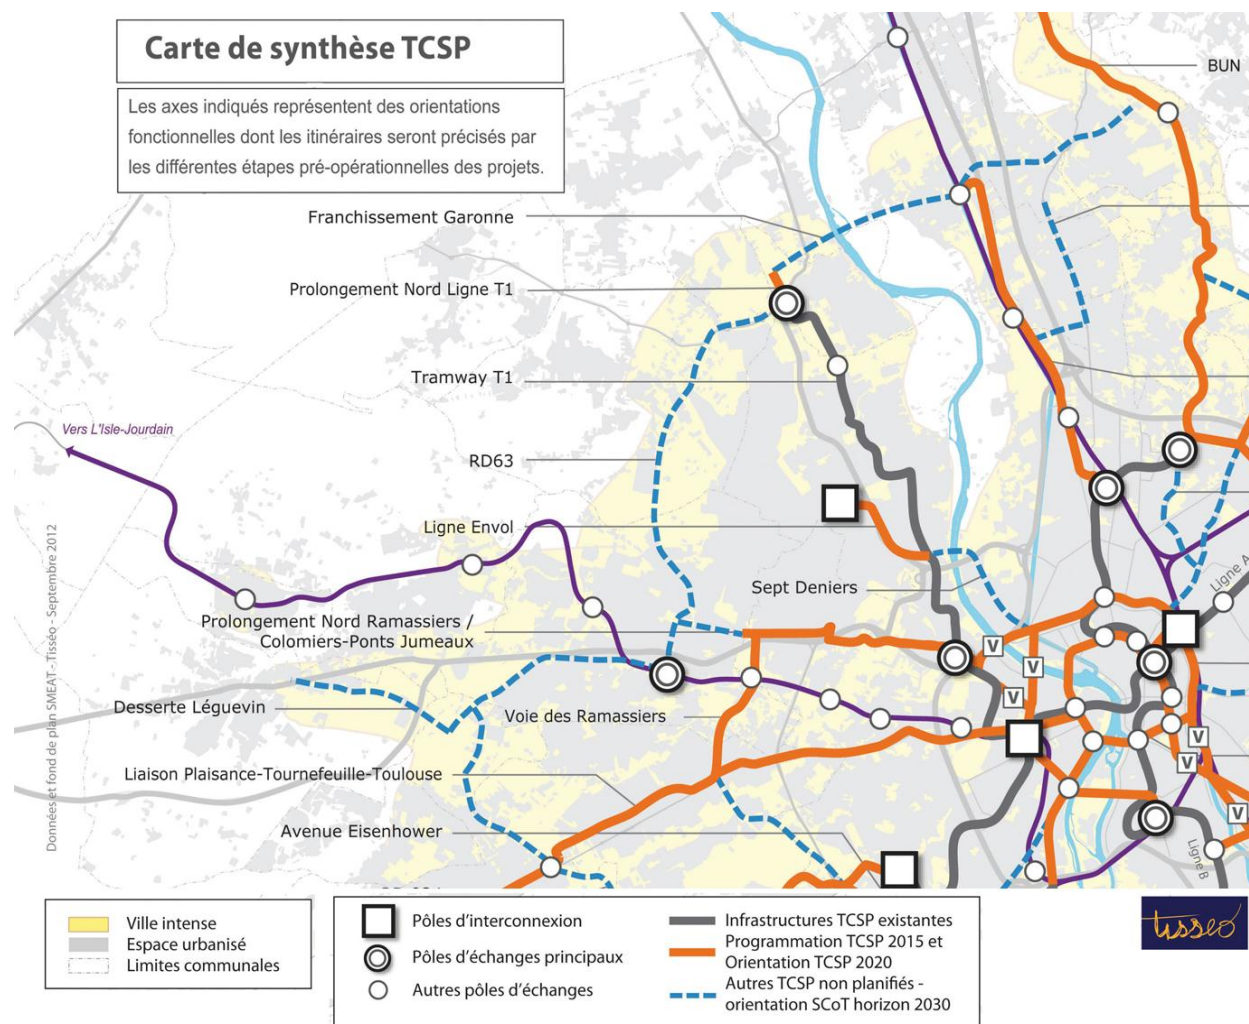 Carte de synthèse TCSP
Les axes indiqués représentent des orientations
fonctionnelles dont les itinéraires seront précisés par
les différentes étapes pré-opérationnelles des projets.
BUN
Franchissement Garonne
Prolongement Nord Ligne T1
Tramway T1
Vers L'Isle-Jourdain
RD63
Ligne Envol
Sept Deniers
Ligne A
Prolongement Nord Ramassiers /
Colomiers-Ponts Jumeaux
V
V
V
Desserte Léguevin
Voie des Ramassiers
V
V
Liaison Plaisance-Tournefeuille-Toulouse
Avenue Eisenhower
V
Ligne B
Données et fond de plan SMEAT - Tisséo - Septembre 2012
Ville intense
Espace urbanisé
Limites communales
Pôles d'interconnexion
Pôles d'échanges principaux
Autres pôles d'échanges
Infrastructures TCSP existantes
Programmation TCSP 2015 et
Orientation TCSP 2020
Autres TCSP non planifiés -
orientation SCoT horizon 2030
tisséo